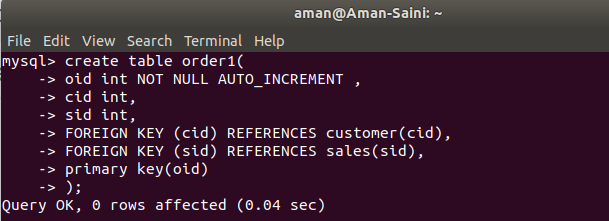 aman@Aman-Saini: ~
File Edit View Search Terminal Help
mysql> create table order1(
    -> oid int NOT NULL AUTO_INCREMENT ,
    -> cid int,
    -> sid int,
    -> FOREIGN KEY (cid) REFERENCES customer(cid),
    -> FOREIGN KEY (sid) REFERENCES sales(sid),
    -> primary key(oid)
    -> );
Query OK, 0 rows affected (0.04 sec)